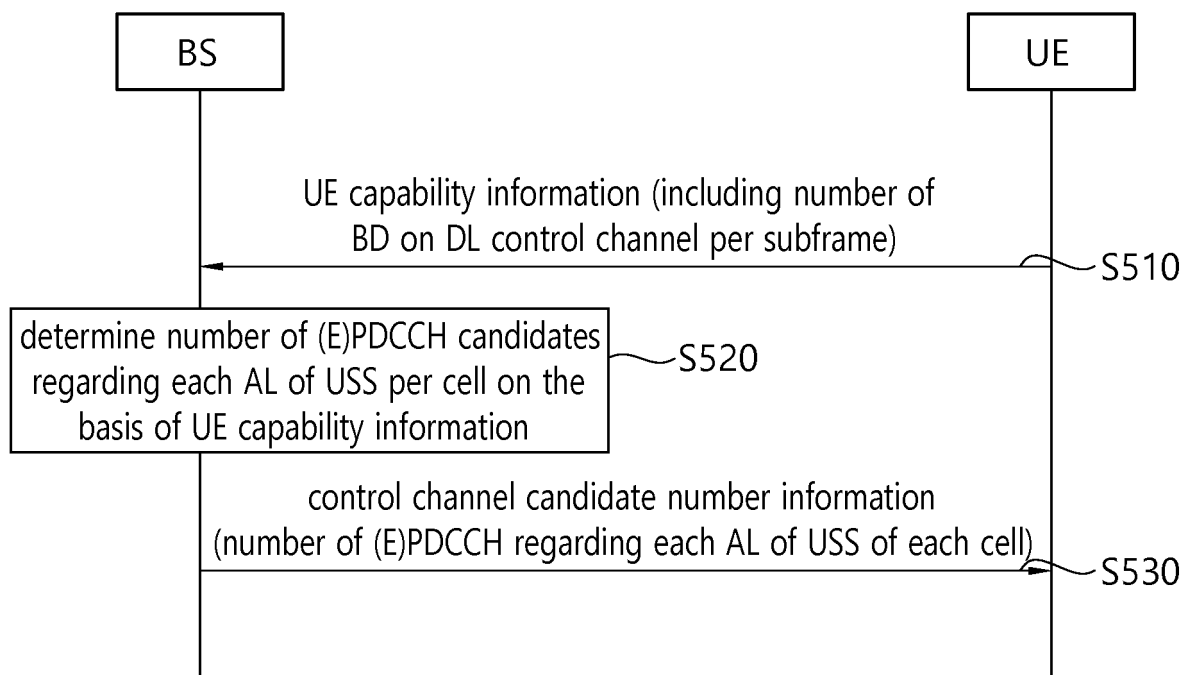 BS
UE
UE capability information (including number of
BD on DL control channel per subframe)
S510
determine number of (E)PDCCH candidates
regarding each AL of USS per cell on the
basis of UE capability information
S520
control channel candidate number information
(number of (E)PDCCH regarding each AL of USS of each cell)
S530